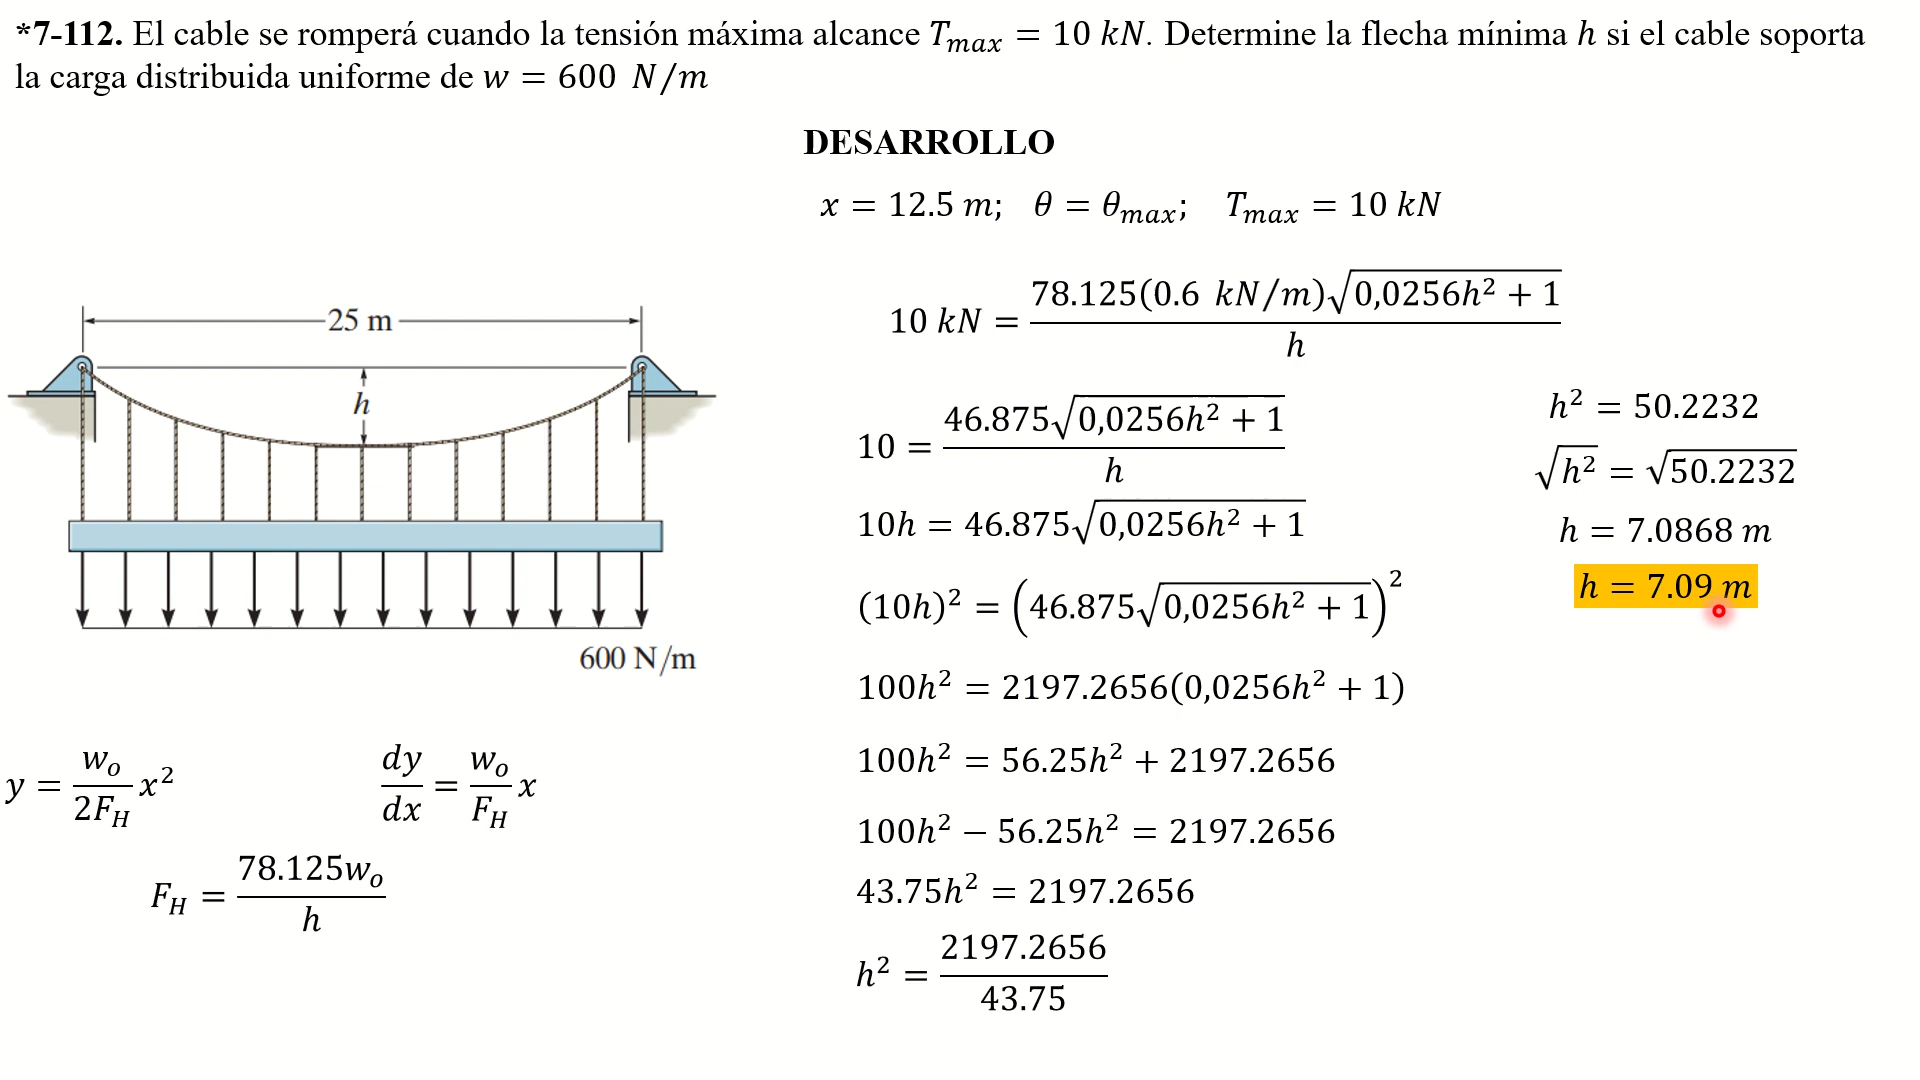 *7-112. El cable se romperá cuando la tensión máxima alcance T_max = 10 kN. Determine la flecha mínima h si el cable soporta
la carga distribuida uniforme de w = 600 N/m
DESARROLLO
x = 12.5 m; θ = θ_max; T_max = 10 kN
25 m
h
600 N/m
y = w_o/(2F_H) x²
dy/dx = w_o/F_H x
F_H = 78.125w_o/h
10 kN = 78.125(0.6 kN/m)√(0,0256h² + 1)/h
10 = 46.875√(0,0256h² + 1)/h
10h = 46.875√(0,0256h² + 1)
(10h)² = (46.875√(0,0256h² + 1))²
100h² = 2197.2656(0,0256h² + 1)
100h² = 56.25h² + 2197.2656
100h² − 56.25h² = 2197.2656
43.75h² = 2197.2656
h² = 2197.2656/43.75
h² = 50.2232
√(h²) = √(50.2232)
h = 7.0868 m
h = 7.09 m